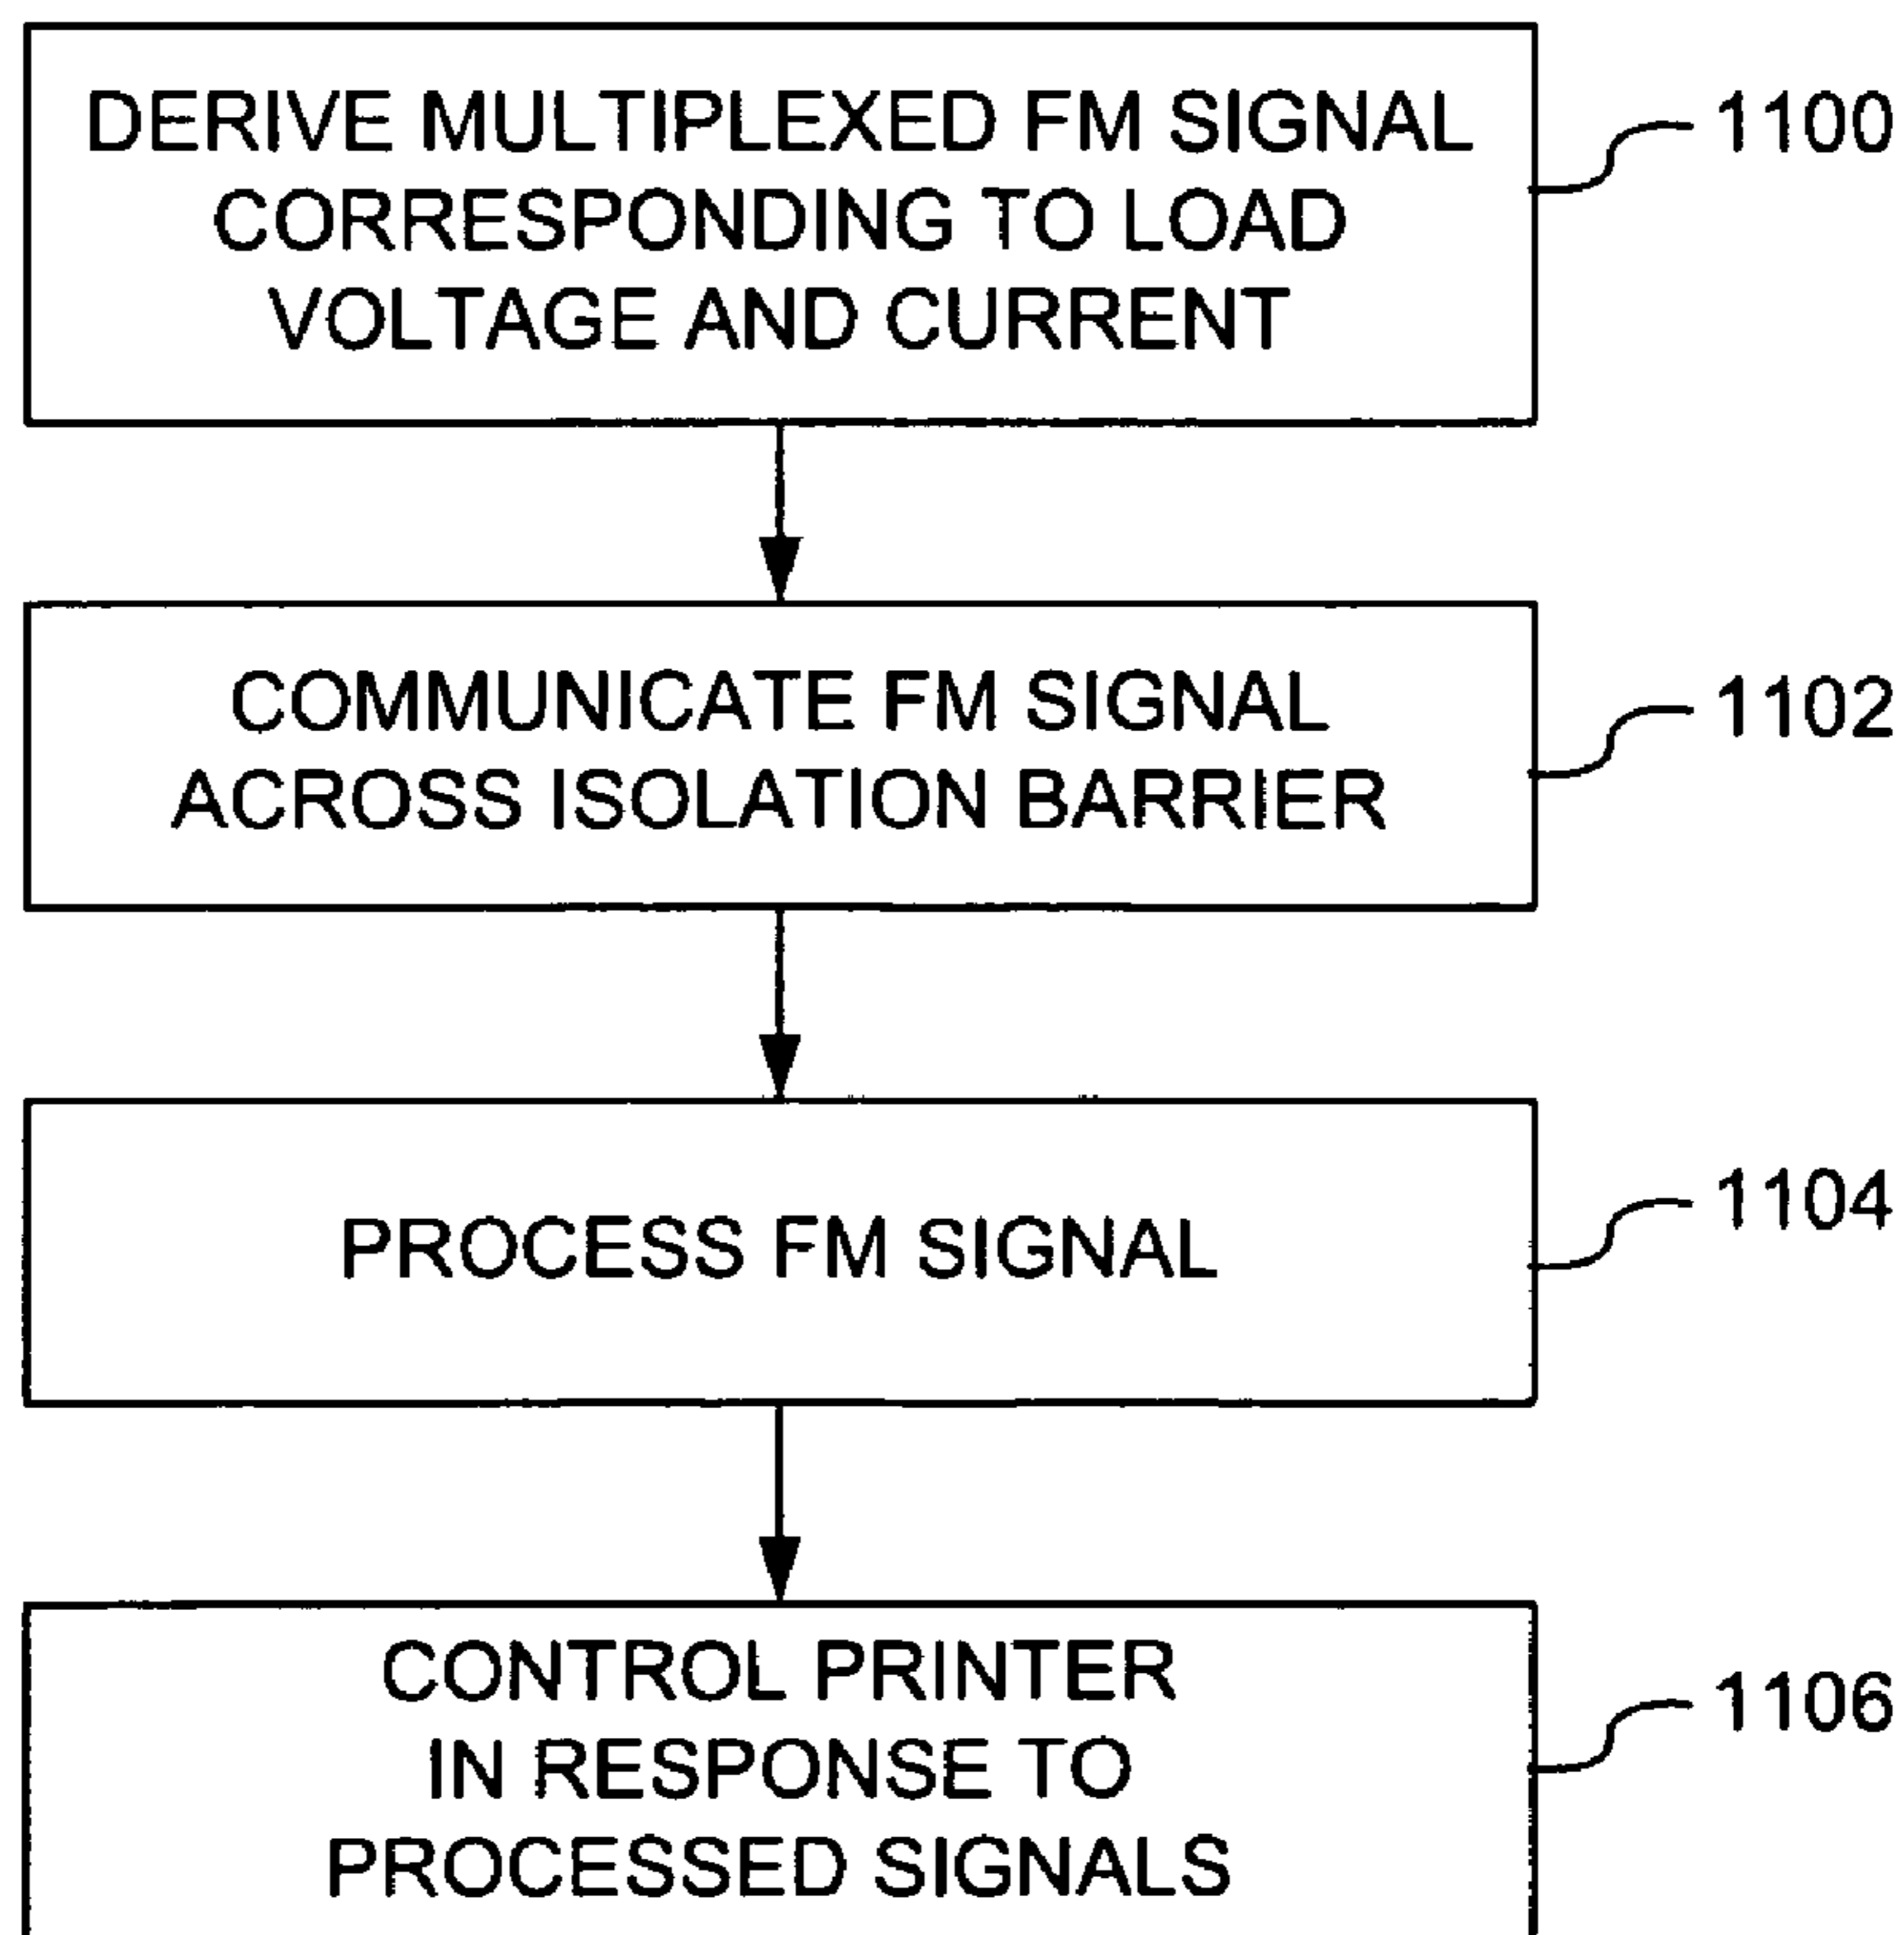 DERIVE MULTIPLEXED FM SIGNAL
CORRESPONDING TO LOAD
VOLTAGE AND CURRENT
1100
COMMUNICATE FM SIGNAL
ACROSS ISOLATION BARRIER
1102
PROCESS FM SIGNAL
1104
CONTROL PRINTER
IN RESPONSE TO
PROCESSED SIGNALS
1106